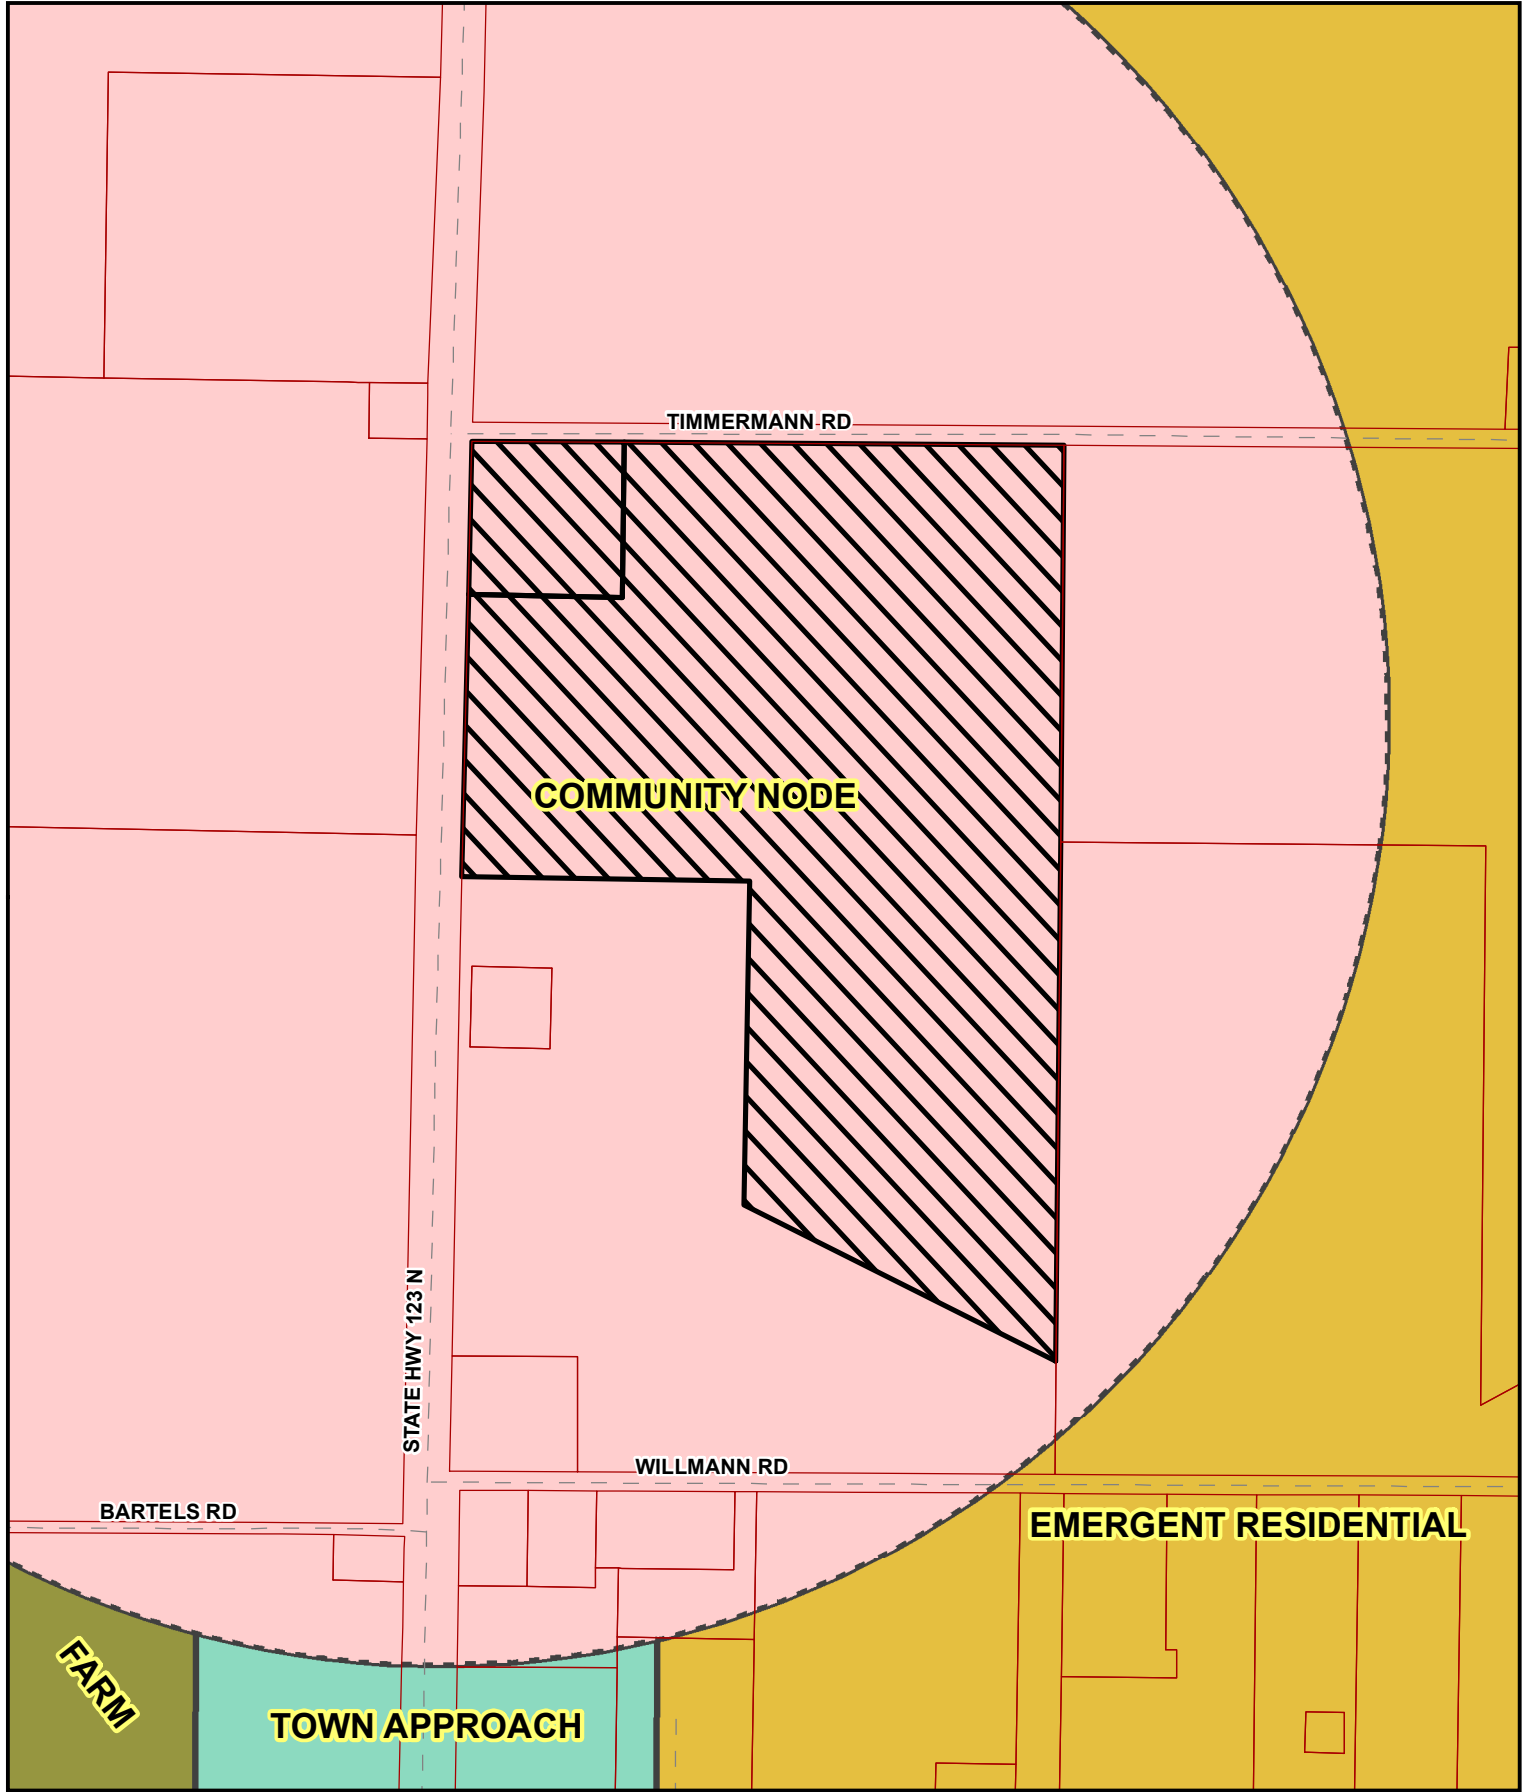 TIMMERMANN RD
COMMUNITY NODE
STATE HWY 123 N
WILLMANN RD
BARTELS RD
EMERGENT RESIDENTIAL
FARM
TOWN APPROACH